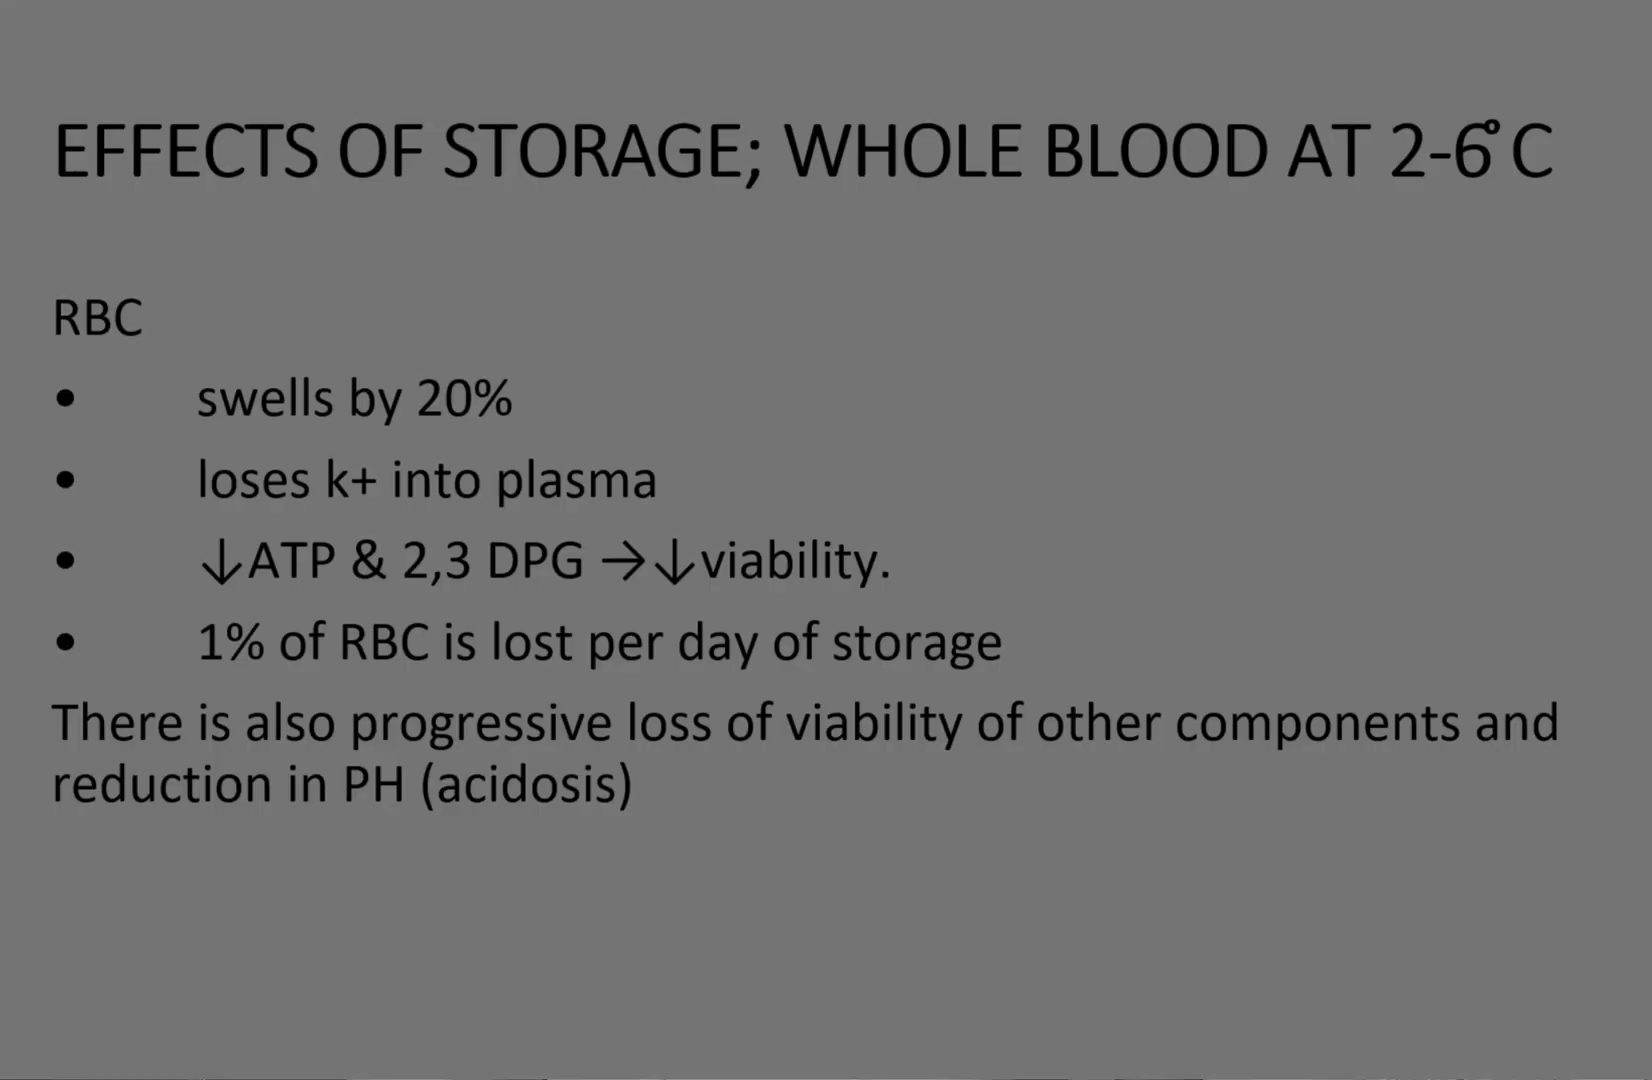 EFFECTS OF STORAGE; WHOLE BLOOD AT 2-6°C
RBC
• swells by 20%
• loses k+ into plasma
• ↓ATP & 2,3 DPG →↓viability.
• 1% of RBC is lost per day of storage
There is also progressive loss of viability of other components and
reduction in PH (acidosis)